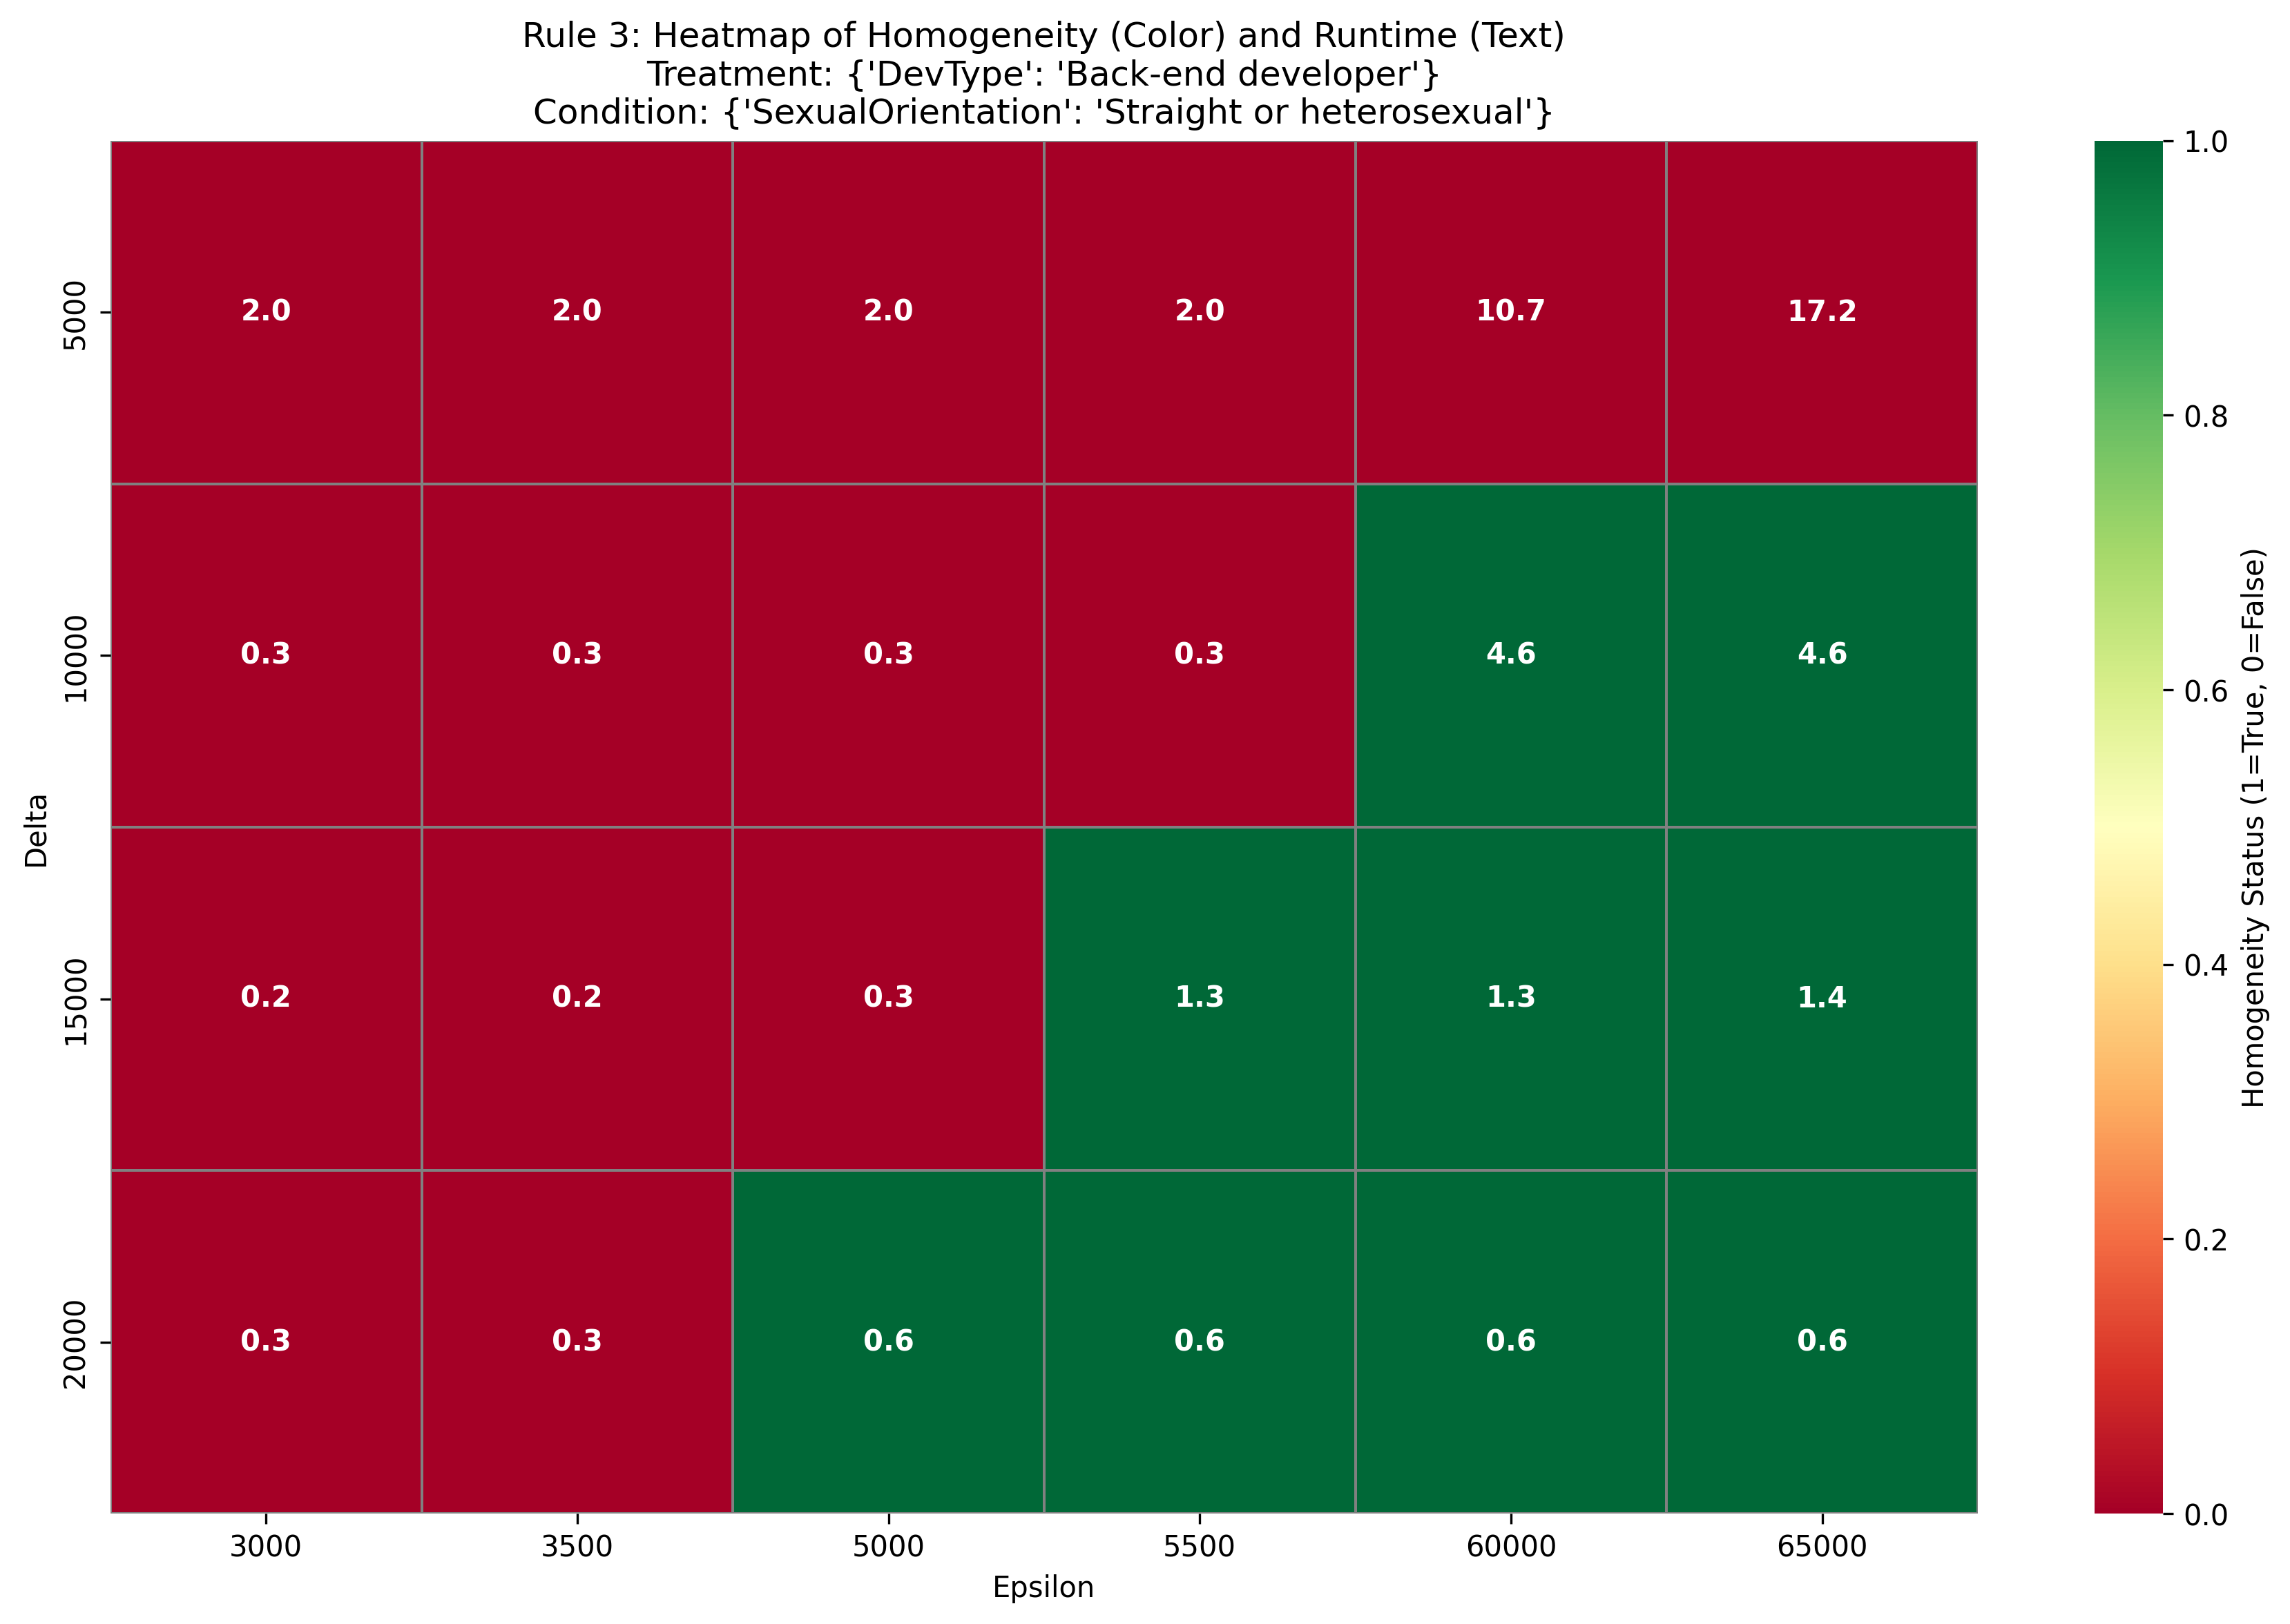 Rule 3: Heatmap of Homogeneity (Color) and Runtime (Text)
Treatment: {'DevType': 'Back-end developer'}
Condition: {'SexualOrientation': 'Straight or heterosexual'}
Delta
5000
2.0 2.0 2.0 2.0 10.7 17.2
10000
0.3 0.3 0.3 0.3 4.6 4.6
15000
0.2 0.2 0.3 1.3 1.3 1.4
20000
0.3 0.3 0.6 0.6 0.6 0.6
3000 3500 5000 5500 60000 65000
Epsilon
1.0
0.8
0.6
0.4
0.2
0.0
Homogeneity Status (1=True, 0=False)